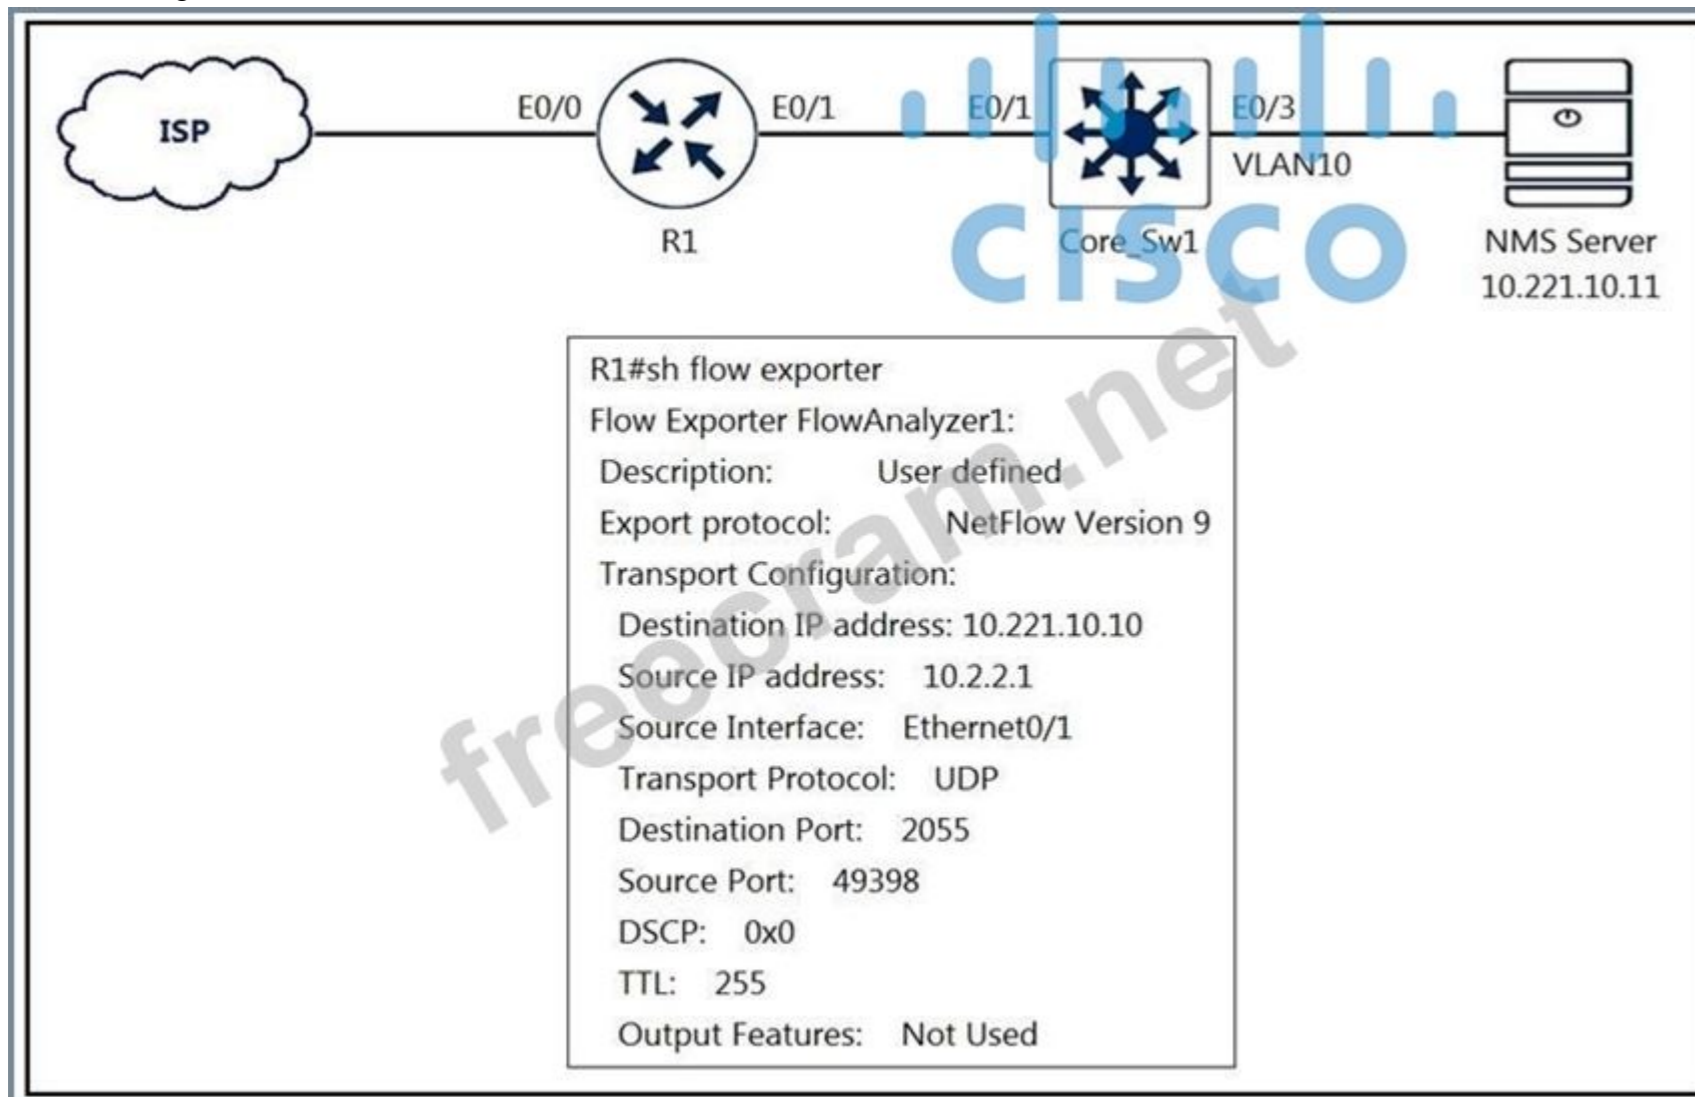 ISP
E0/0
E0/1
E0/1
E0/3
VLAN10
R1
Core_Sw1
NMS Server
10.221.10.11
CISCO
R1#sh flow exporter
Flow Exporter FlowAnalyzer1:
Description: User defined
Export protocol: NetFlow Version 9
Transport Configuration:
Destination IP address: 10.221.10.10
Source IP address: 10.2.2.1
Source Interface: Ethernet0/1
Transport Protocol: UDP
Destination Port: 2055
Source Port: 49398
DSCP: 0x0
TTL: 255
Output Features: Not Used
freecram.net